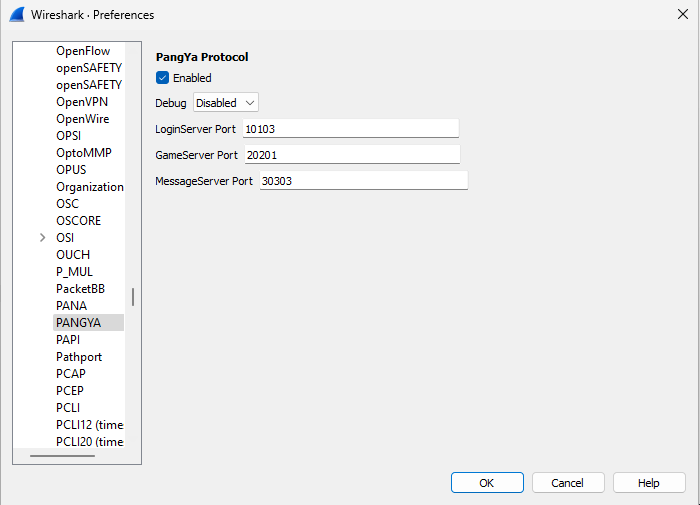 Wireshark · Preferences
OpenFlow
openSAFETY
openSAFETY
OpenVPN
OpenWire
OPSI
OptoMMP
OPUS
Organization
OSC
OSCORE
OSI
OUCH
P_MUL
PacketBB
PANA
PANGYA
PAPI
Pathport
PCAP
PCEP
PCLI
PCLI12 (time
PCLI20 (time
PangYa Protocol
Enabled
Debug Disabled
LoginServer Port 10103
GameServer Port 20201
MessageServer Port 30303
OK Cancel Help